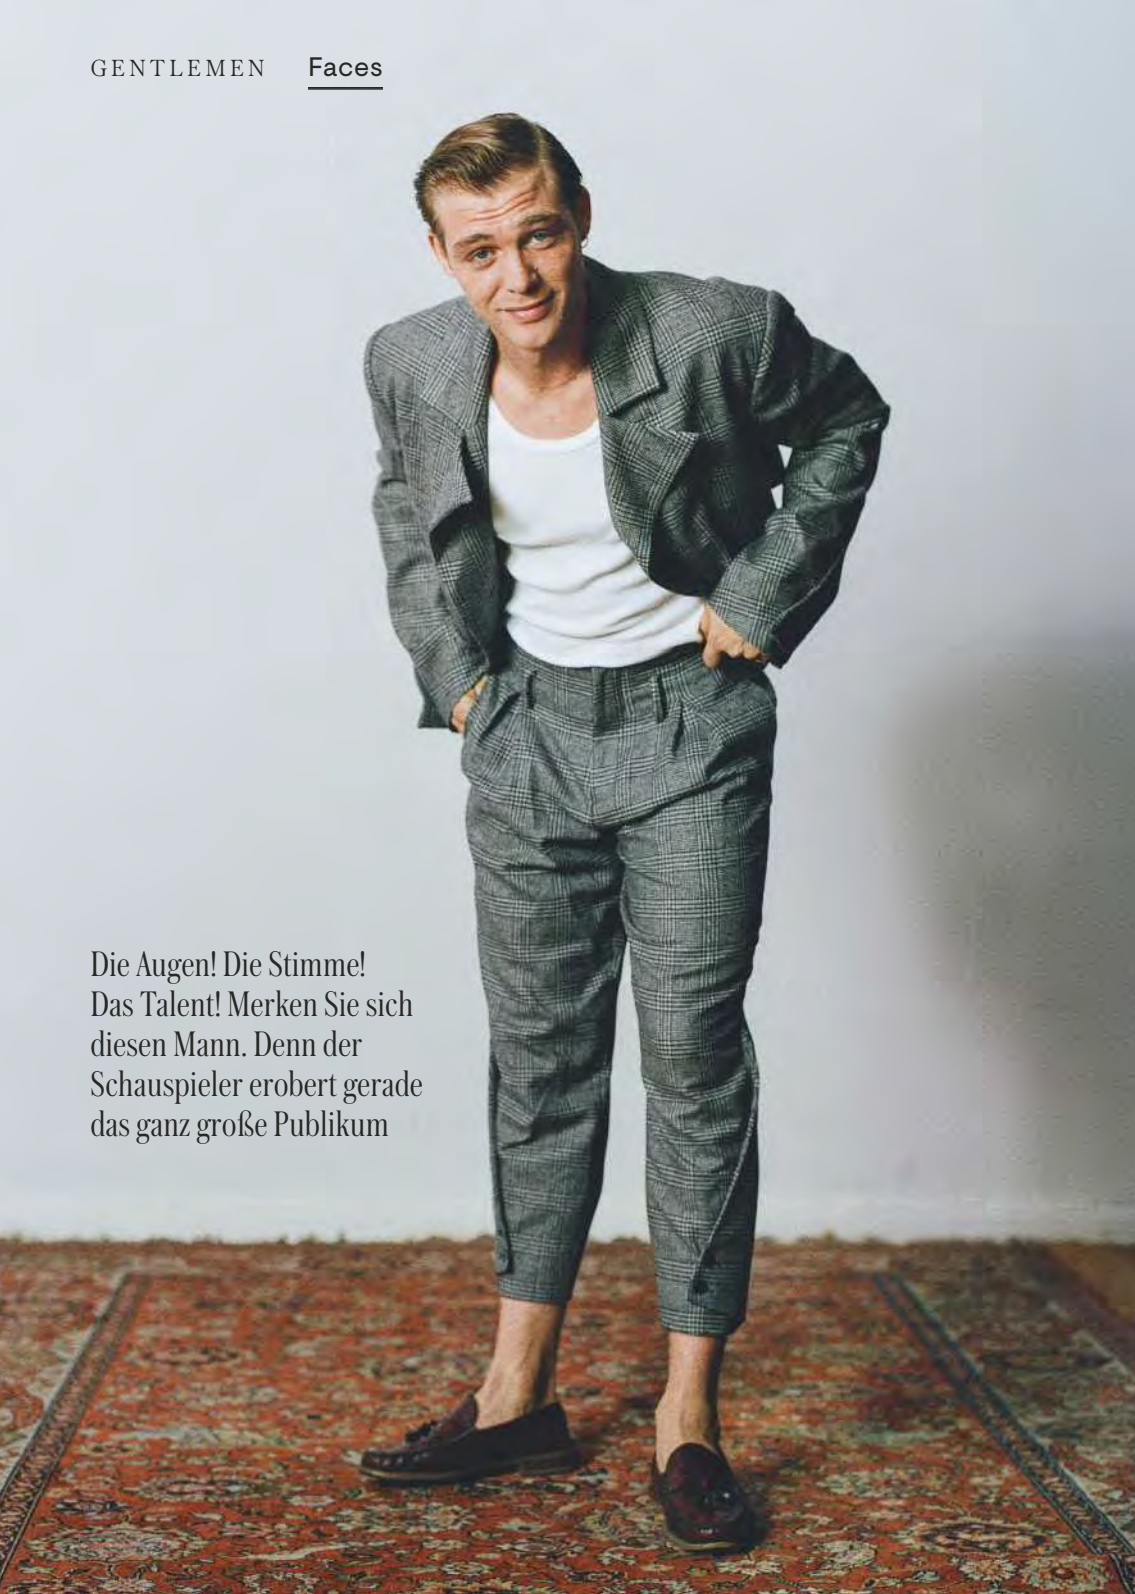 GENTLEMEN Faces
Die Augen! Die Stimme!
Das Talent! Merken Sie sich
diesen Mann. Denn der
Schauspieler erobert gerade
das ganz große Publikum